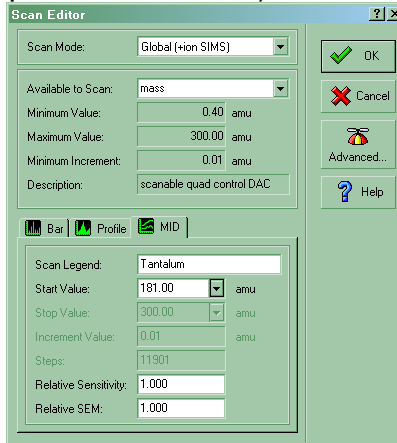 Scan Editor
Scan Mode: Global (+ion SIMS)
OK
Available to Scan: mass
Cancel
Minimum Value: 0.40 amu
Maximum Value: 300.00 amu
Minimum Increment: 0.01 amu
Advanced...
Description: scanable quad control DAC
Help
Bar Profile MID
Scan Legend: Tantalum
Start Value: 181.00 amu
Stop Value: 300.00 amu
Increment Value: 0.01 amu
Steps: 11901
Relative Sensitivity: 1.000
Relative SEM: 1.000